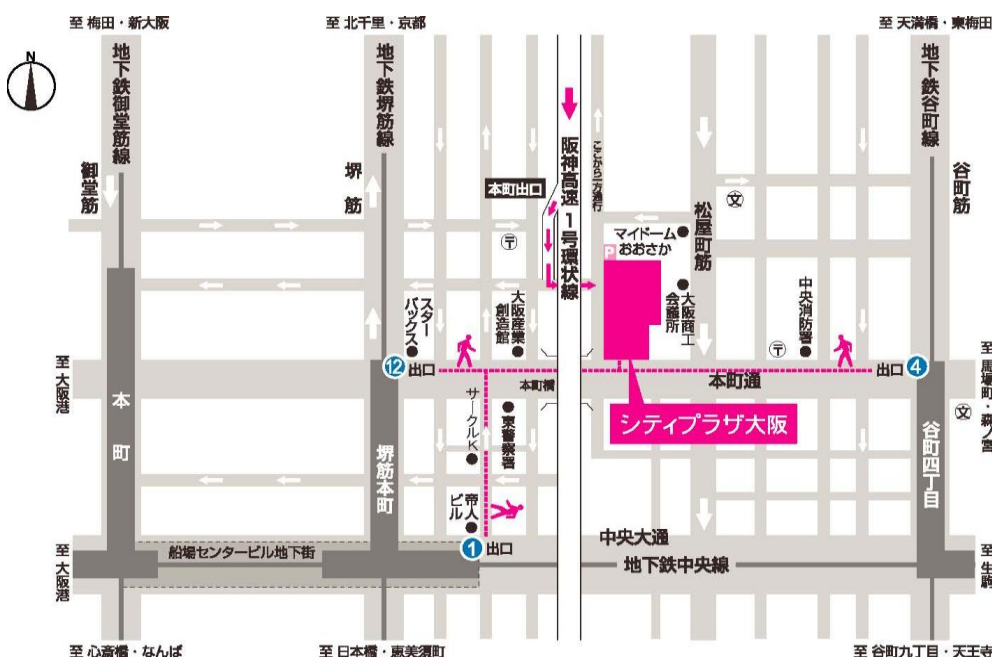 至 梅田・新大阪
至 北千里・京都
至 天満橋・東梅田
N
地下鉄御堂筋線
地下鉄堺筋線
地下鉄谷町線
御堂筋
堺筋
谷町筋
阪神高速1号環状線
ここから一方通行
本町出口
松屋町筋
文
〒
マイドーム
おおさか
P
大阪商工
会議所
中央消防署
スター
バックス
大阪産業
創造館
〒
至 大阪港
12 出口
本町橋
本町通
出口 4
至 馬場町・森ノ宮
文
シティプラザ大阪
本町
堺筋本町
谷町四丁目
サークルK
東警察署
帝人
ビル
1 出口
中央大通
地下鉄中央線
船場センタービル地下街
至 大阪港
至 生駒
至 心斎橋・なんば
至 日本橋・恵美須町
至 谷町九丁目・天王寺